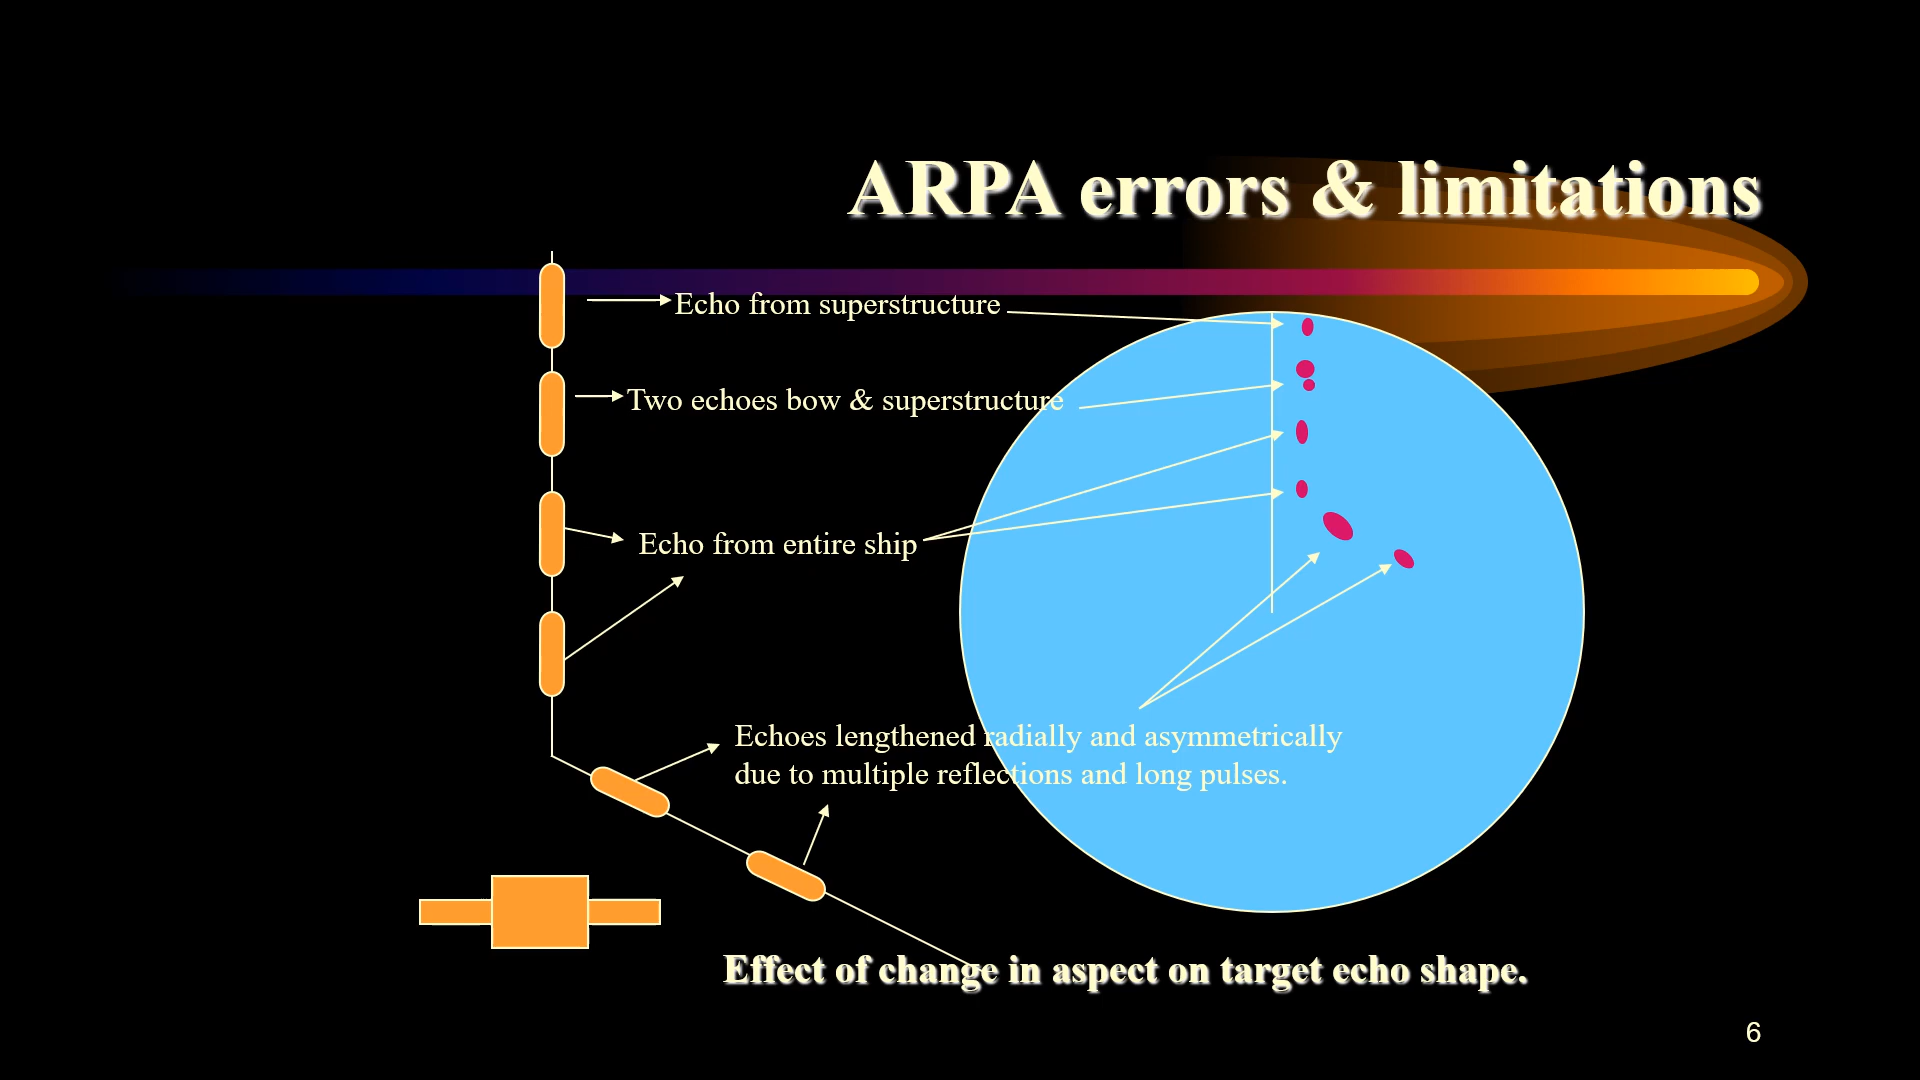 ARPA errors & limitations
Echo from superstructure
Two echoes bow & superstructure
Echo from entire ship
Echoes lengthened radially and asymmetrically
due to multiple reflections and long pulses.
Effect of change in aspect on target echo shape.
6